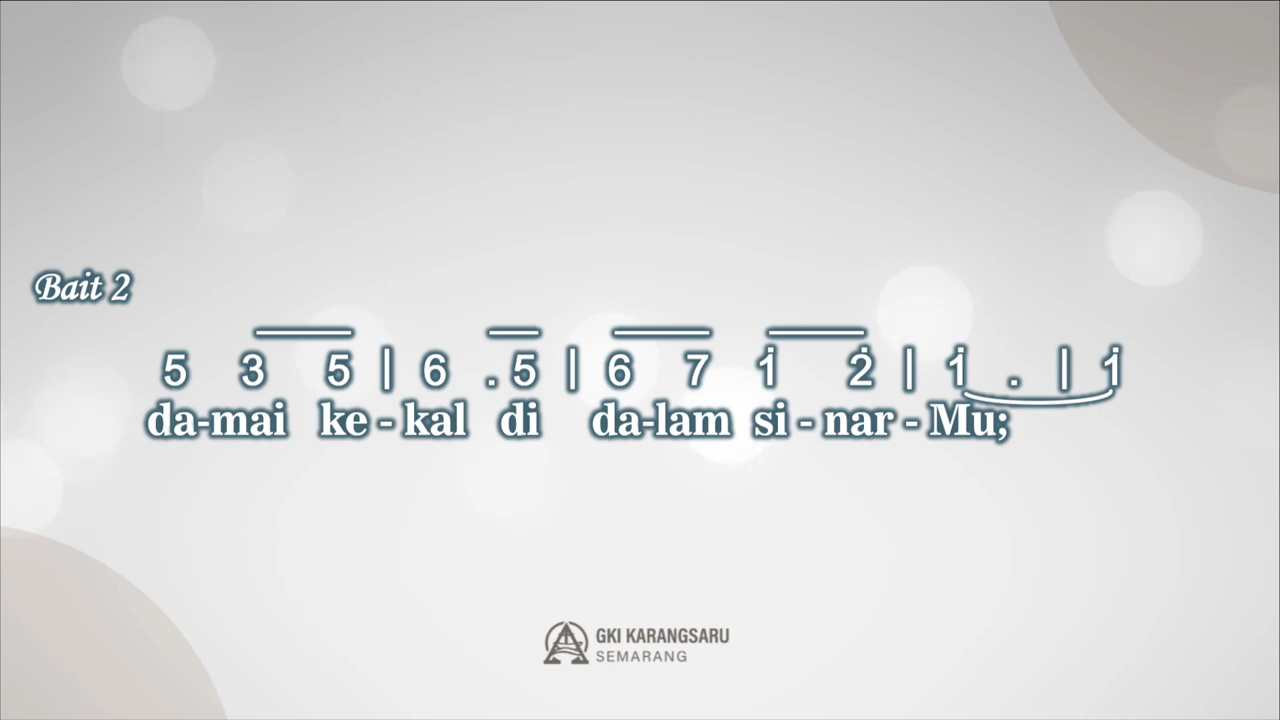 Bait 2
5 3 5 | 6 . 5 | 6 7 1̇ 2̇ | 1̇ . | 1̇
da-mai ke - kal di da-lam si - nar - Mu;
GKI KARANGSARU
SEMARANG